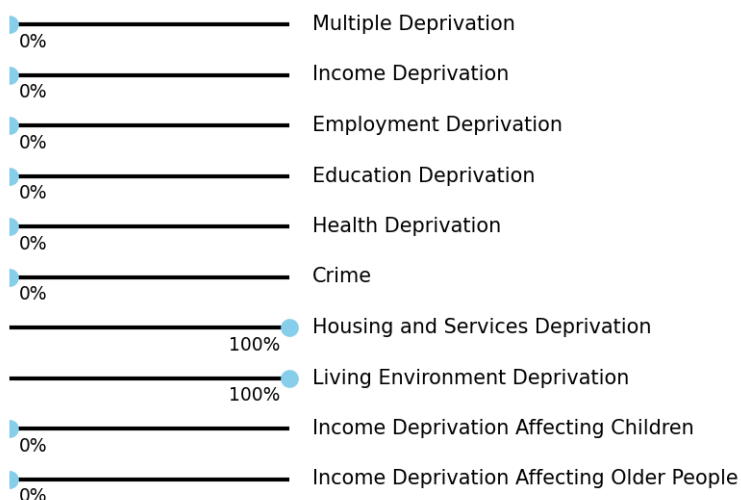 Multiple Deprivation
0%
Income Deprivation
0%
Employment Deprivation
0%
Education Deprivation
0%
Health Deprivation
0%
Crime
0%
Housing and Services Deprivation
100%
Living Environment Deprivation
100%
Income Deprivation Affecting Children
0%
Income Deprivation Affecting Older People
0%